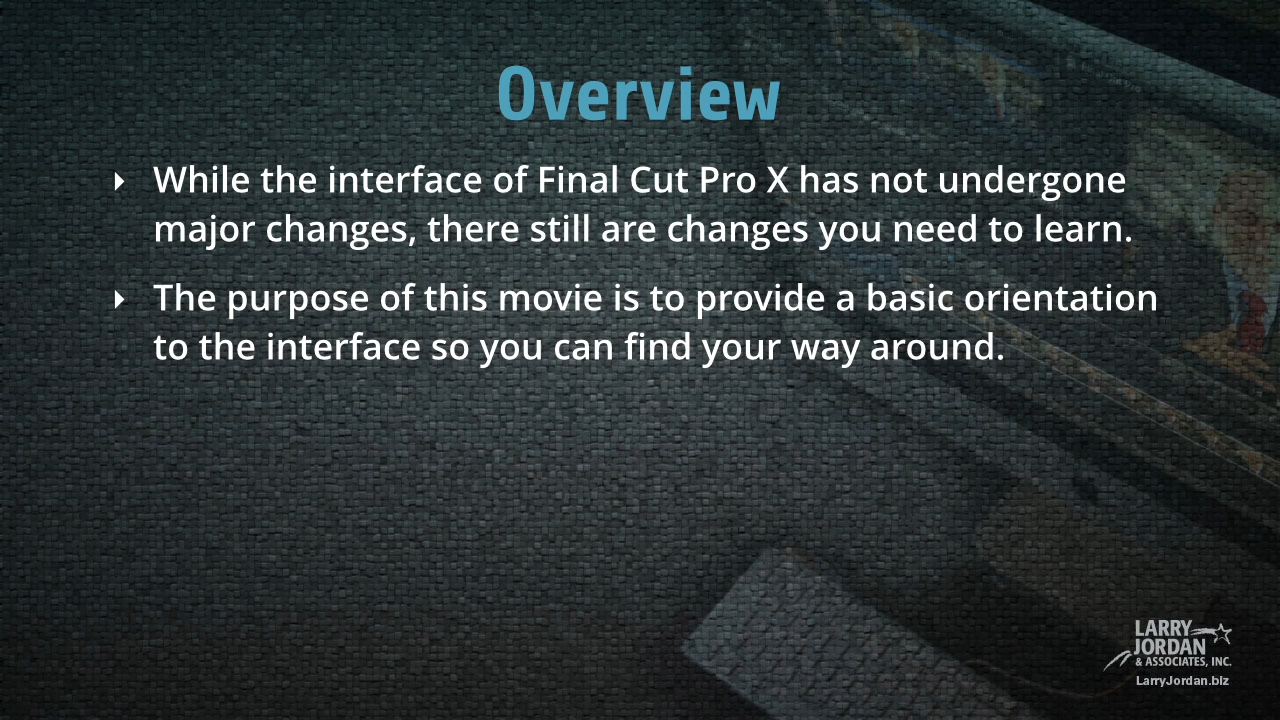 Overview
While the interface of Final Cut Pro X has not undergone
major changes, there still are changes you need to learn.
The purpose of this movie is to provide a basic orientation
to the interface so you can find your way around.
LARRY
JORDAN
& ASSOCIATES, INC.
LarryJordan.biz